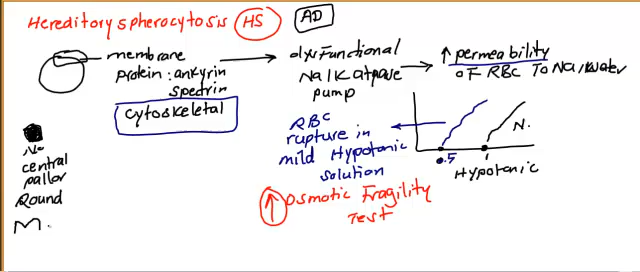 Hereditory spherocytosis HS AD
membrane
protein : ankyrin
spectrin
Cytoskeletal
dysfunctional
Na/K atpase
pump
↑ permeability
of RBC To Na/Water
RBC
rupture in
mild Hypotonic
solution
N.
0.5
1
Hypotonic
↑ osmotic Fragility
Test
No
central
pallor
Round
M.